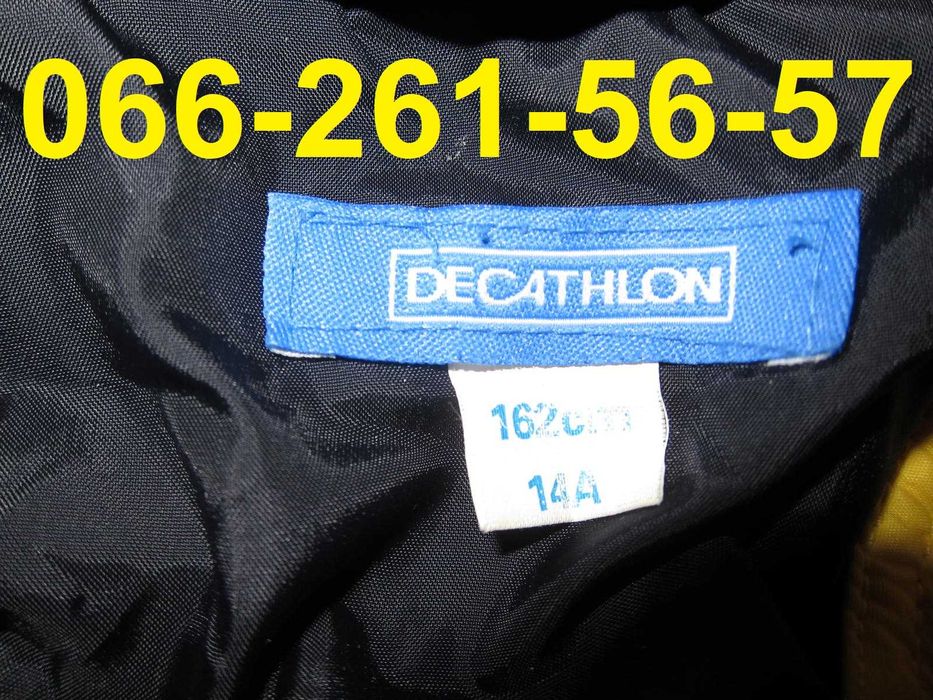 066-261-56-57
DECATHLON
162cm
14A